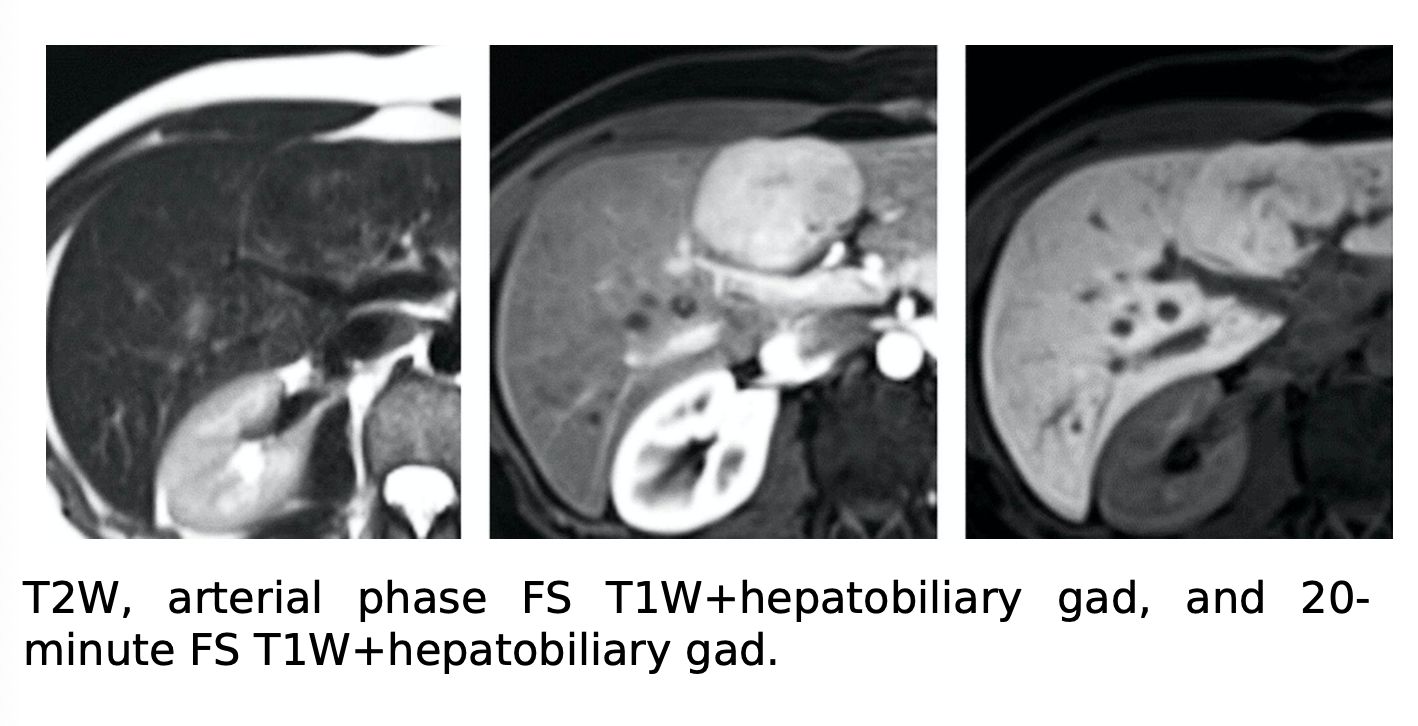 T2W, arterial phase FS T1W+hepatobiliary gad, and 20-
minute FS T1W+hepatobiliary gad.